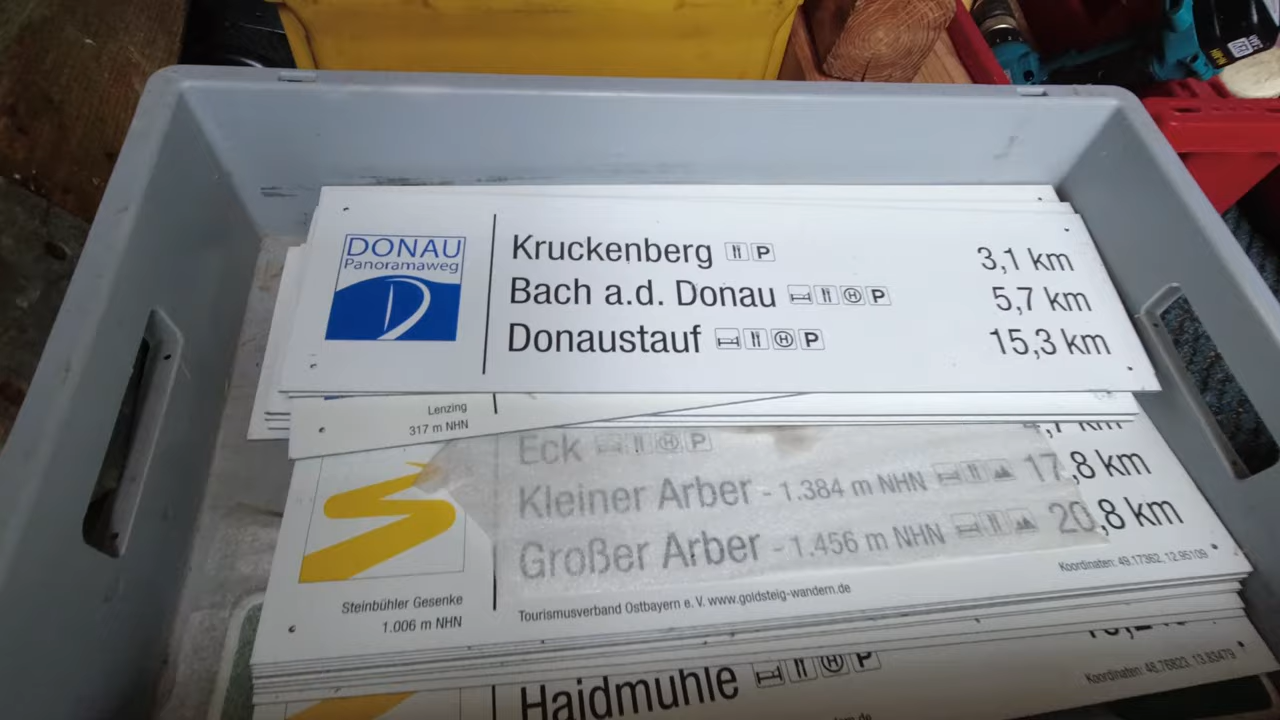 DONAU
Panoramaweg
Kruckenberg P 3,1 km
Bach a.d. Donau H P 5,7 km
Donaustauf H P 15,3 km
Lenzing
317 m NHN
Eck H P
Kleiner Arber - 1.384 m NHN 17,8 km
Großer Arber - 1.456 m NHN 20,8 km
Koordinaten: 49.17362, 12.95109
Steinbühler Gesenke
1.006 m NHN
Tourismusverband Ostbayern e. V. www.goldsteig-wandern.de
Haidmühle H P
Koordinaten: 48.76823, 13.83479